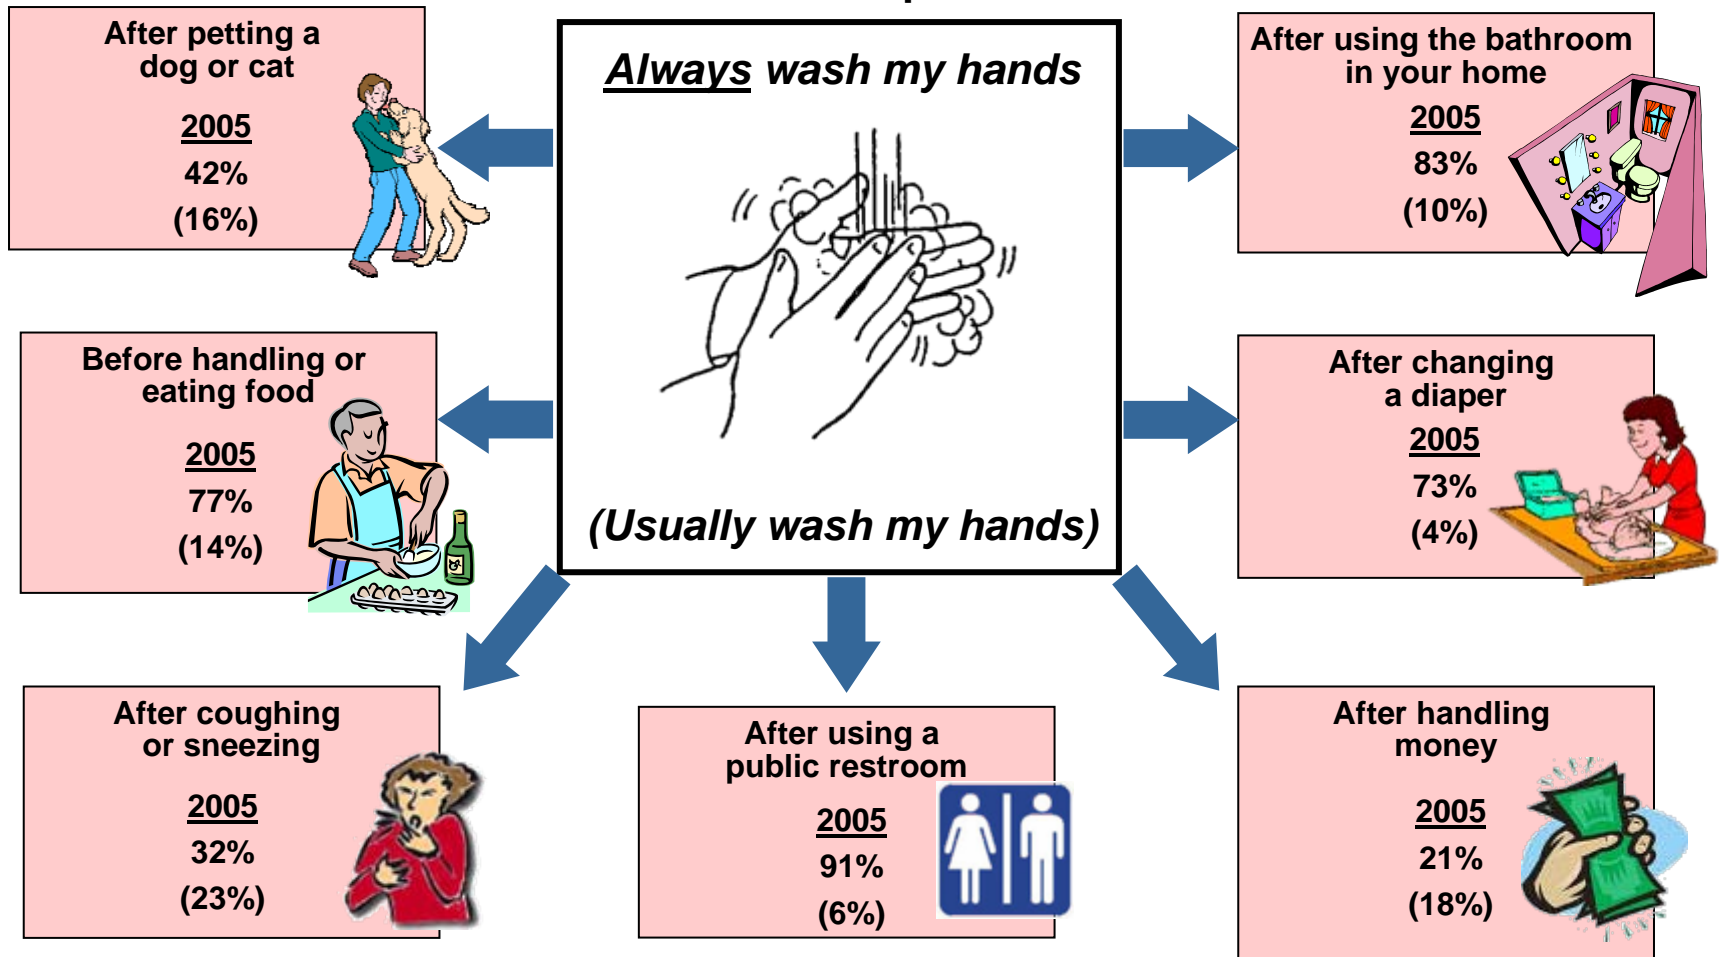 After petting a
dog or cat
2005
42%
(16%)
Always wash my hands
(Usually wash my hands)
After using the bathroom
in your home
2005
83%
(10%)
Before handling or
eating food
2005
77%
(14%)
After changing
a diaper
2005
73%
(4%)
After coughing
or sneezing
2005
32%
(23%)
After using a
public restroom
2005
91%
(6%)
After handling
money
2005
21%
(18%)